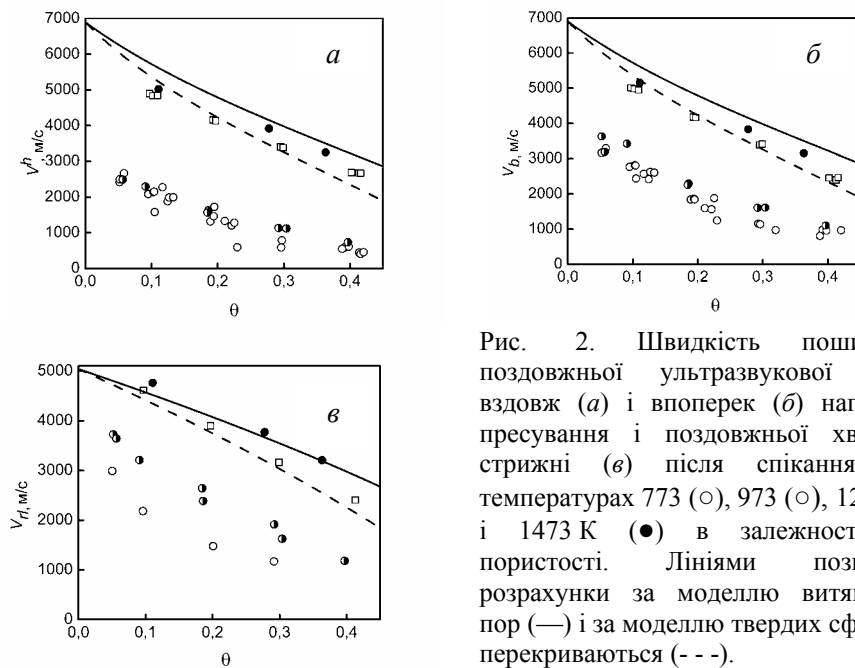 7000
6000
5000
4000
3000
2000
1000
0
0,0 0,1 0,2 0,3 0,4
V_h, м/с
θ
а
7000
6000
5000
4000
3000
2000
1000
0
0,0 0,1 0,2 0,3 0,4
V_b, м/с
θ
б
5000
4000
3000
2000
1000
0
0,0 0,1 0,2 0,3 0,4
V_rl, м/с
θ
в
Рис. 2. Швидкість поши
поздовжньої ультразвукової
вздовж (а) і впоперек (б) наг
пресування і поздовжньої хв
стрижні (в) після спікання
температурах 773 (○), 973 (○), 12
і 1473 К (●) в залежност
пористості. Лініями поз
розрахунки за моделлю витя
пор (—) і за моделлю твердих сф
перекриваються (- - -).